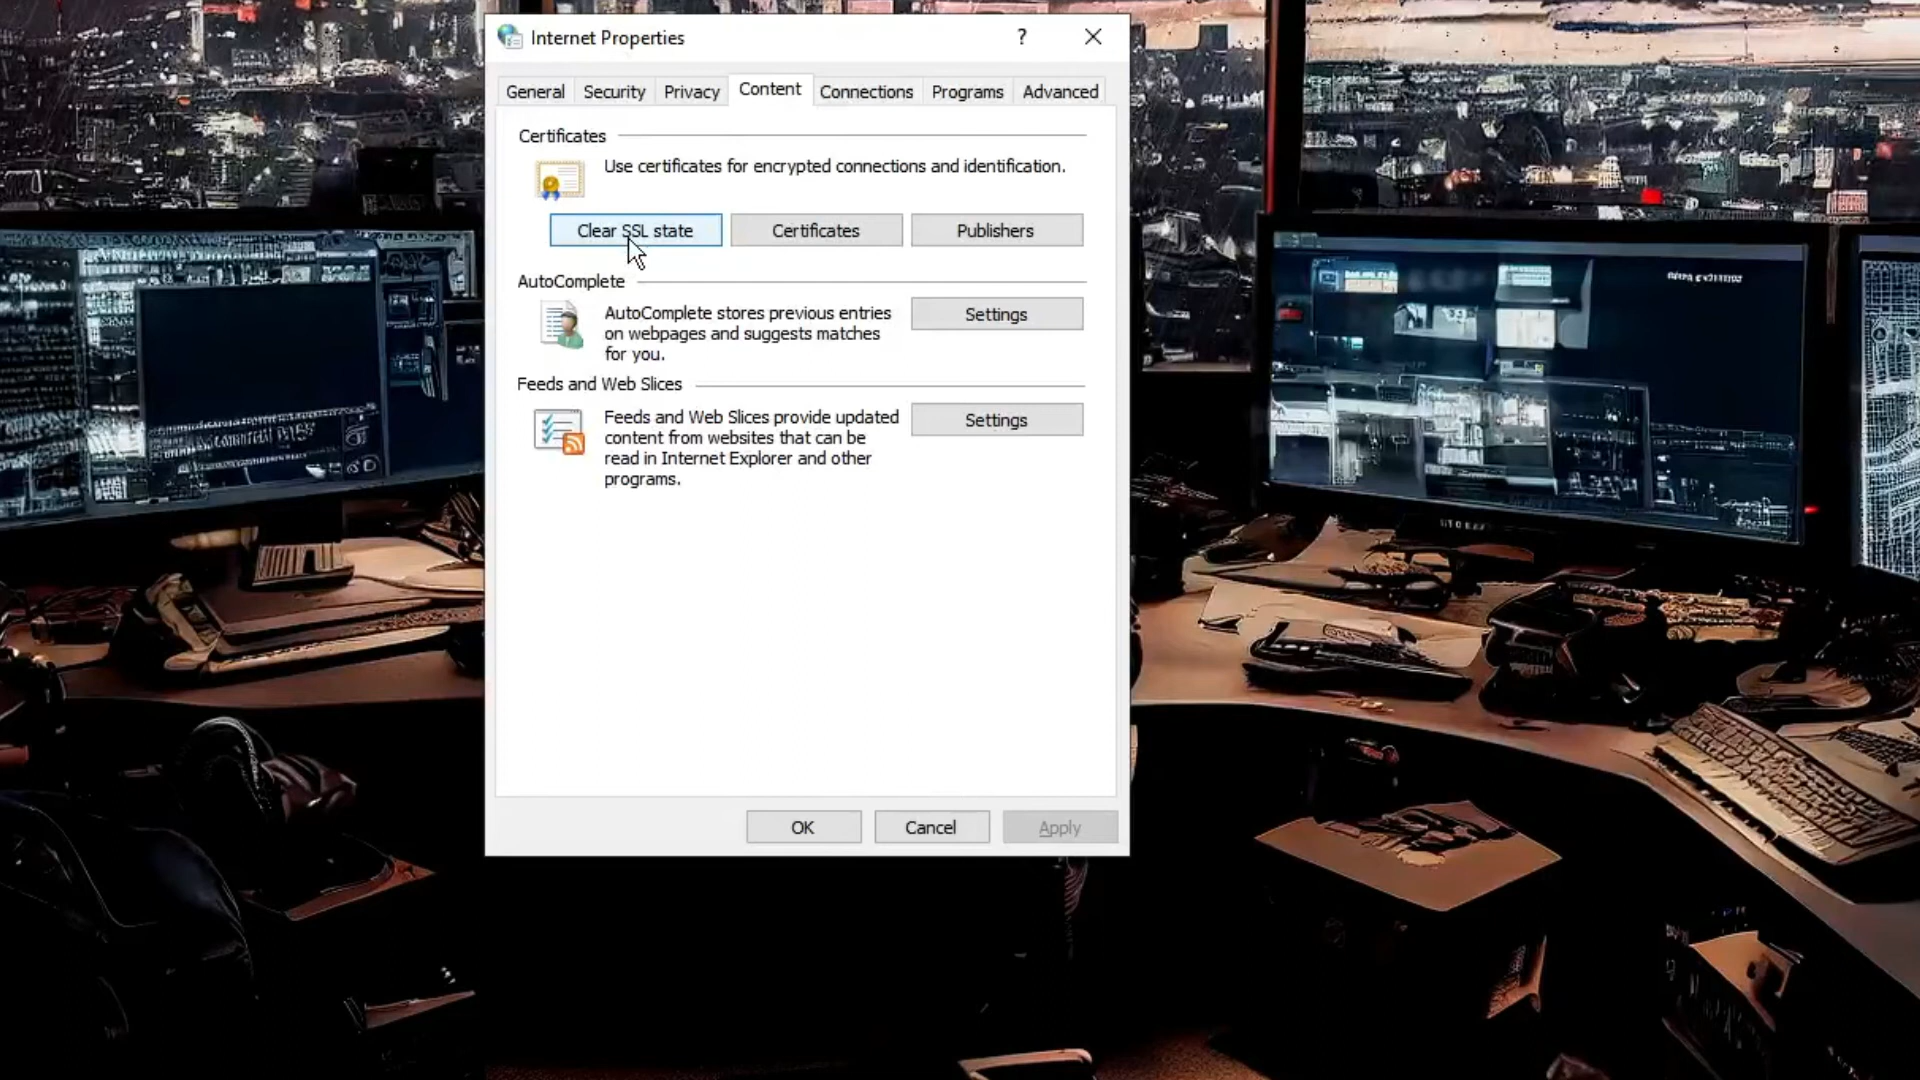 Internet Properties
?
General Security Privacy Content Connections Programs Advanced
Certificates
Use certificates for encrypted connections and identification.
Clear SSL state Certificates Publishers
AutoComplete
AutoComplete stores previous entries
on webpages and suggests matches
for you.
Settings
Feeds and Web Slices
Feeds and Web Slices provide updated
content from websites that can be
read in Internet Explorer and other
programs.
Settings
OK Cancel Apply